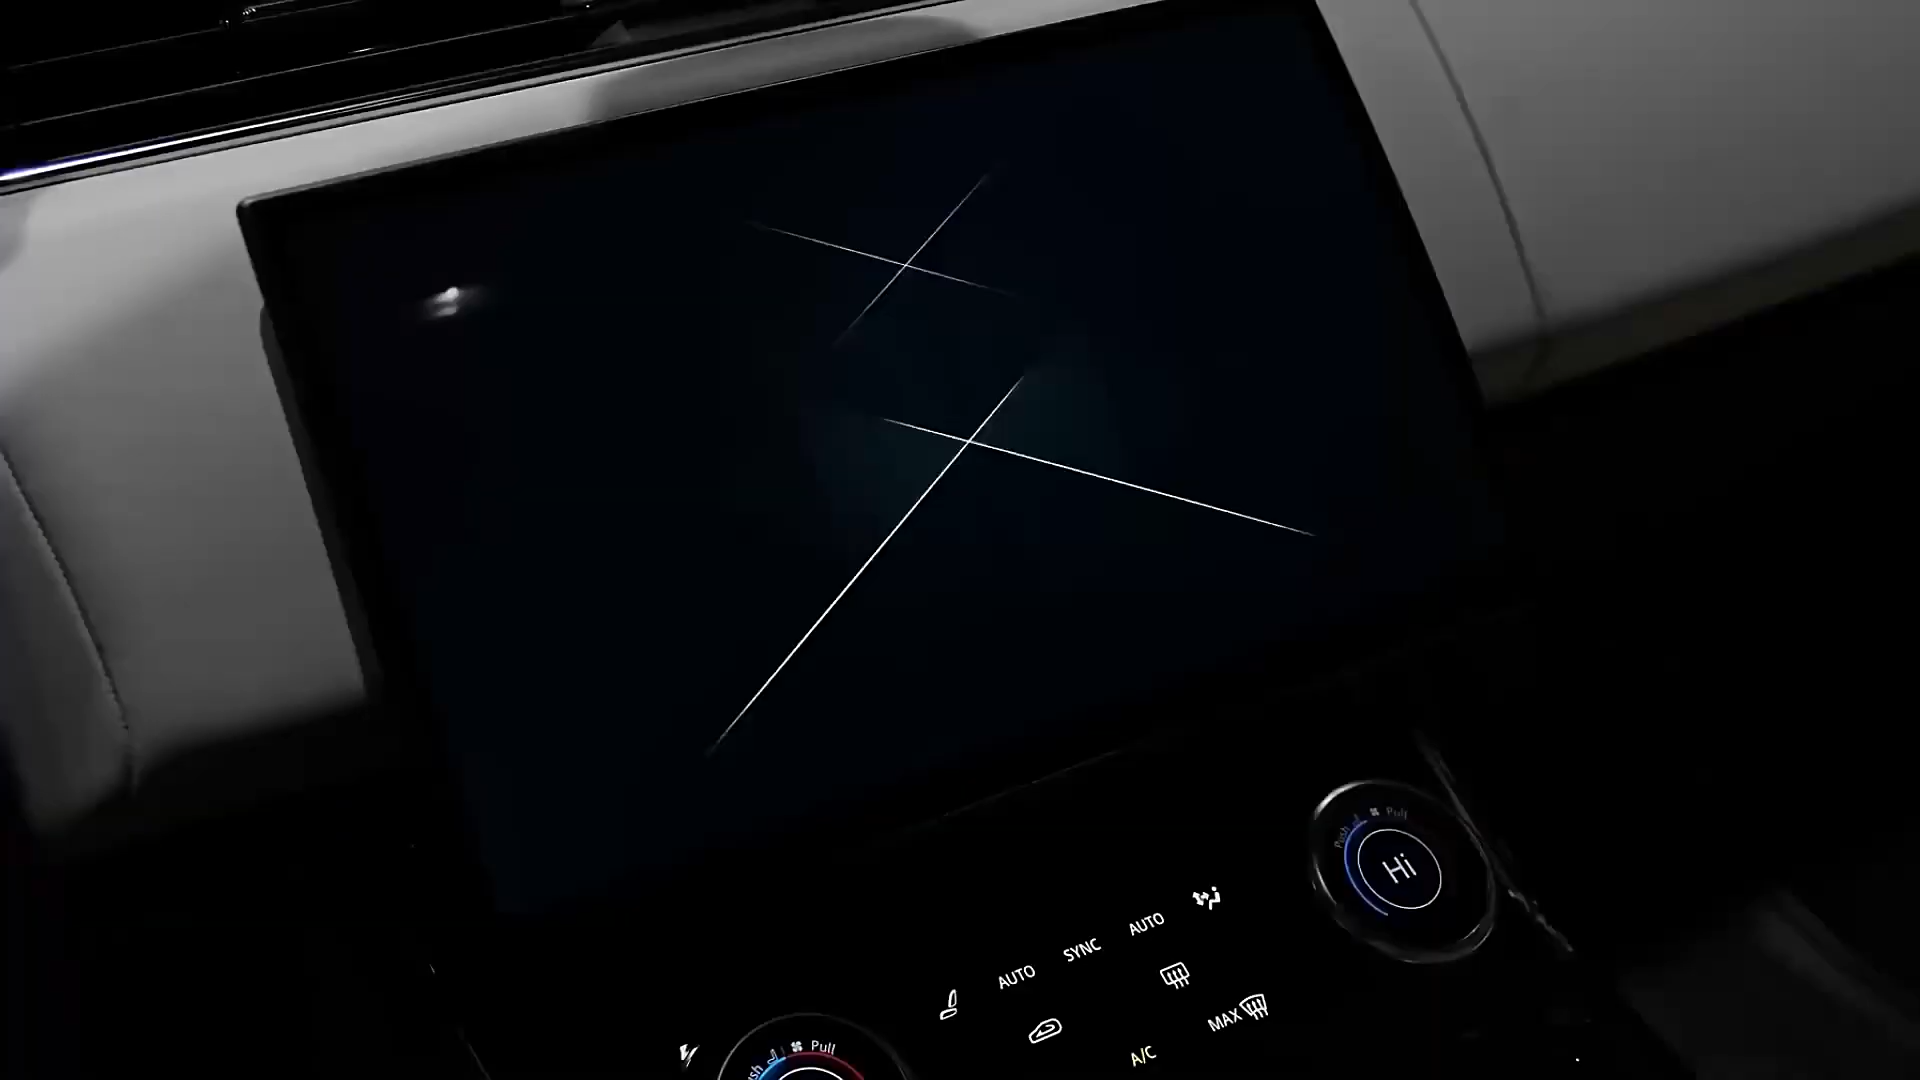 Push Pull
Hi
AUTO SYNC AUTO
MAX
A/C
Pull